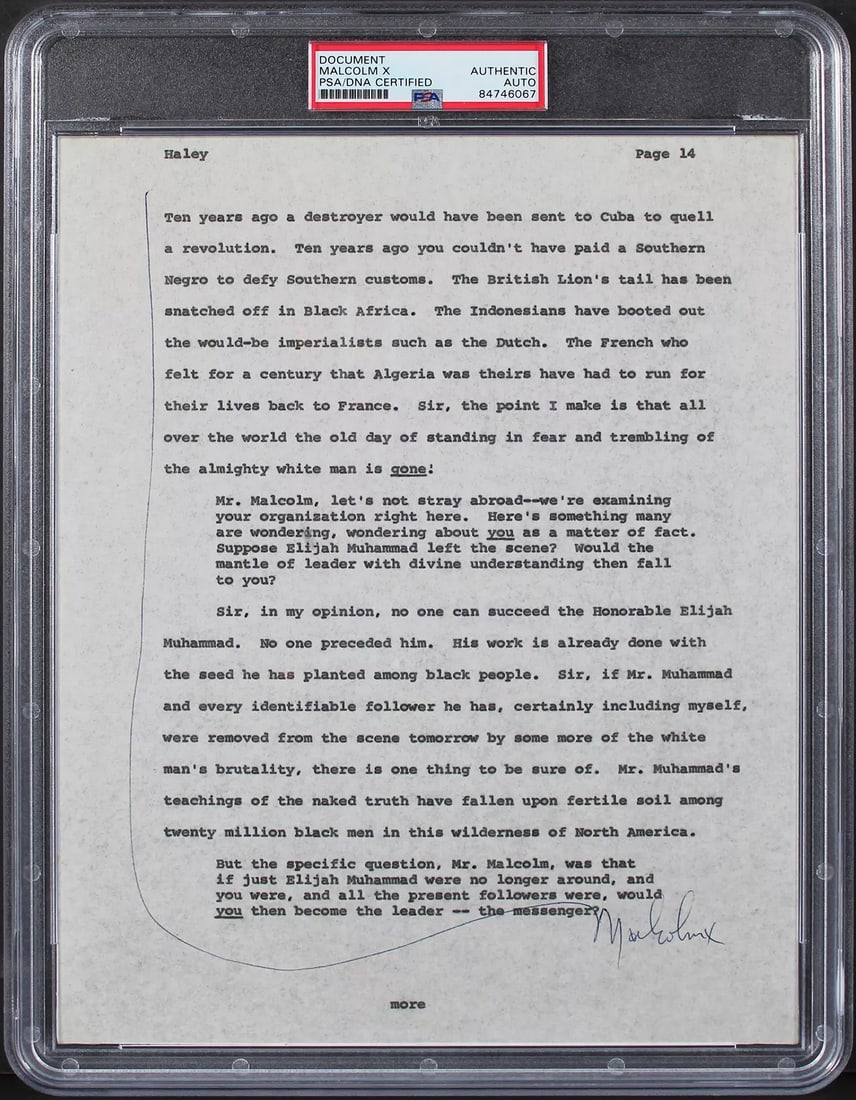 DOCUMENT
MALCOLM X
PSA/DNA CERTIFIED
AUTHENTIC
AUTO
84746067
PSA
Haley Page 14
Ten years ago a destroyer would have been sent to Cuba to quell
a revolution. Ten years ago you couldn't have paid a Southern
Negro to defy Southern customs. The British Lion's tail has been
snatched off in Black Africa. The Indonesians have booted out
the would-be imperialists such as the Dutch. The French who
felt for a century that Algeria was theirs have had to run for
their lives back to France. Sir, the point I make is that all
over the world the old day of standing in fear and trembling of
the almighty white man is gone!
Mr. Malcolm, let's not stray abroad--we're examining
your organization right here. Here's something many
are wondering, wondering about you as a matter of fact.
Suppose Elijah Muhammad left the scene? Would the
mantle of leader with divine understanding then fall
to you?
Sir, in my opinion, no one can succeed the Honorable Elijah
Muhammad. No one preceded him. His work is already done with
the seed he has planted among black people. Sir, if Mr. Muhammad
and every identifiable follower he has, certainly including myself,
were removed from the scene tomorrow by some more of the white
man's brutality, there is one thing to be sure of. Mr. Muhammad's
teachings of the naked truth have fallen upon fertile soil among
twenty million black men in this wilderness of North America.
But the specific question, Mr. Malcolm, was that
if just Elijah Muhammad were no longer around, and
you were, and all the present followers were, would
you then become the leader -- the messenger?
Malcolm X
more